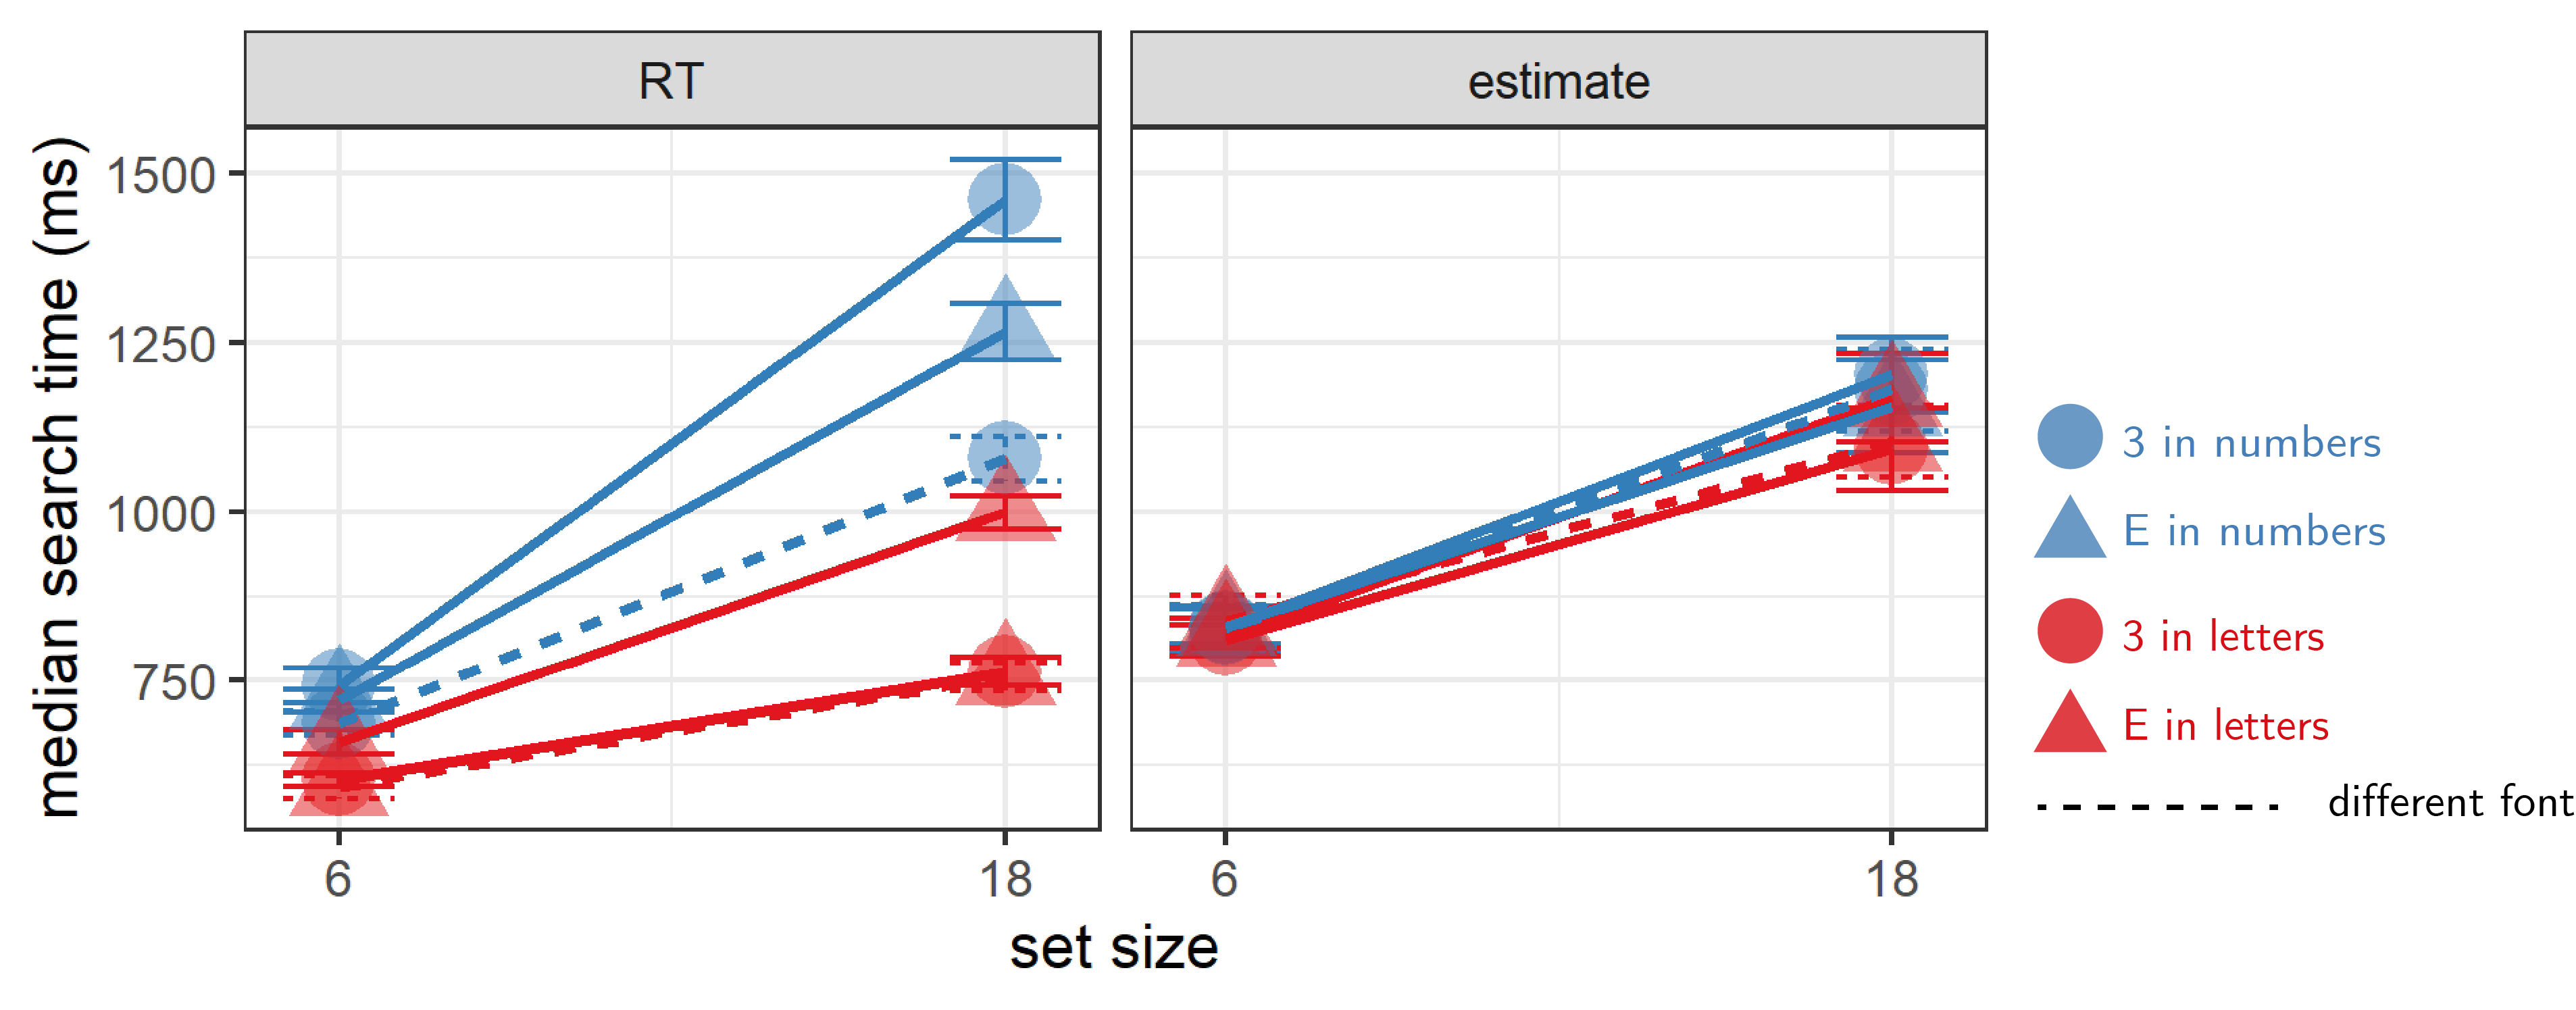 RT
estimate
median search time (ms)
1500
1250
1000
750
6
18
6
18
set size
3 in numbers
E in numbers
3 in letters
E in letters
different font